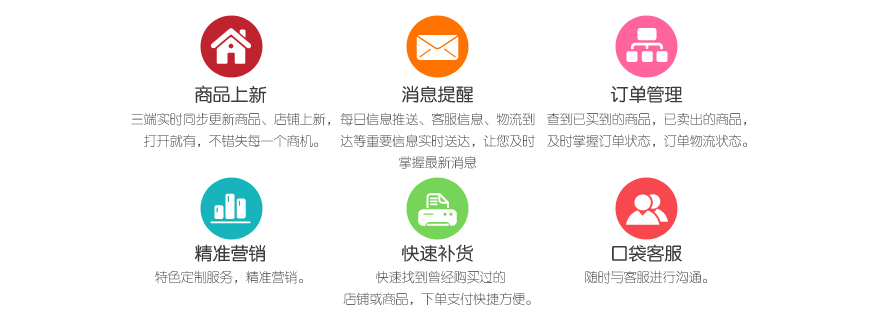 商品上新
三端实时同步更新商品、店铺上新，
打开就有，不错失每一个商机。
消息提醒
每日信息推送、客服信息、物流到
达等重要信息实时送达，让您及时
掌握最新消息
订单管理
查到已买到的商品，已卖出的商品，
及时掌握订单状态，订单物流状态。
精准营销
特色定制服务，精准营销。
快速补货
快速找到曾经购买过的
店铺或商品，下单支付快捷方便。
口袋客服
随时与客服进行沟通。